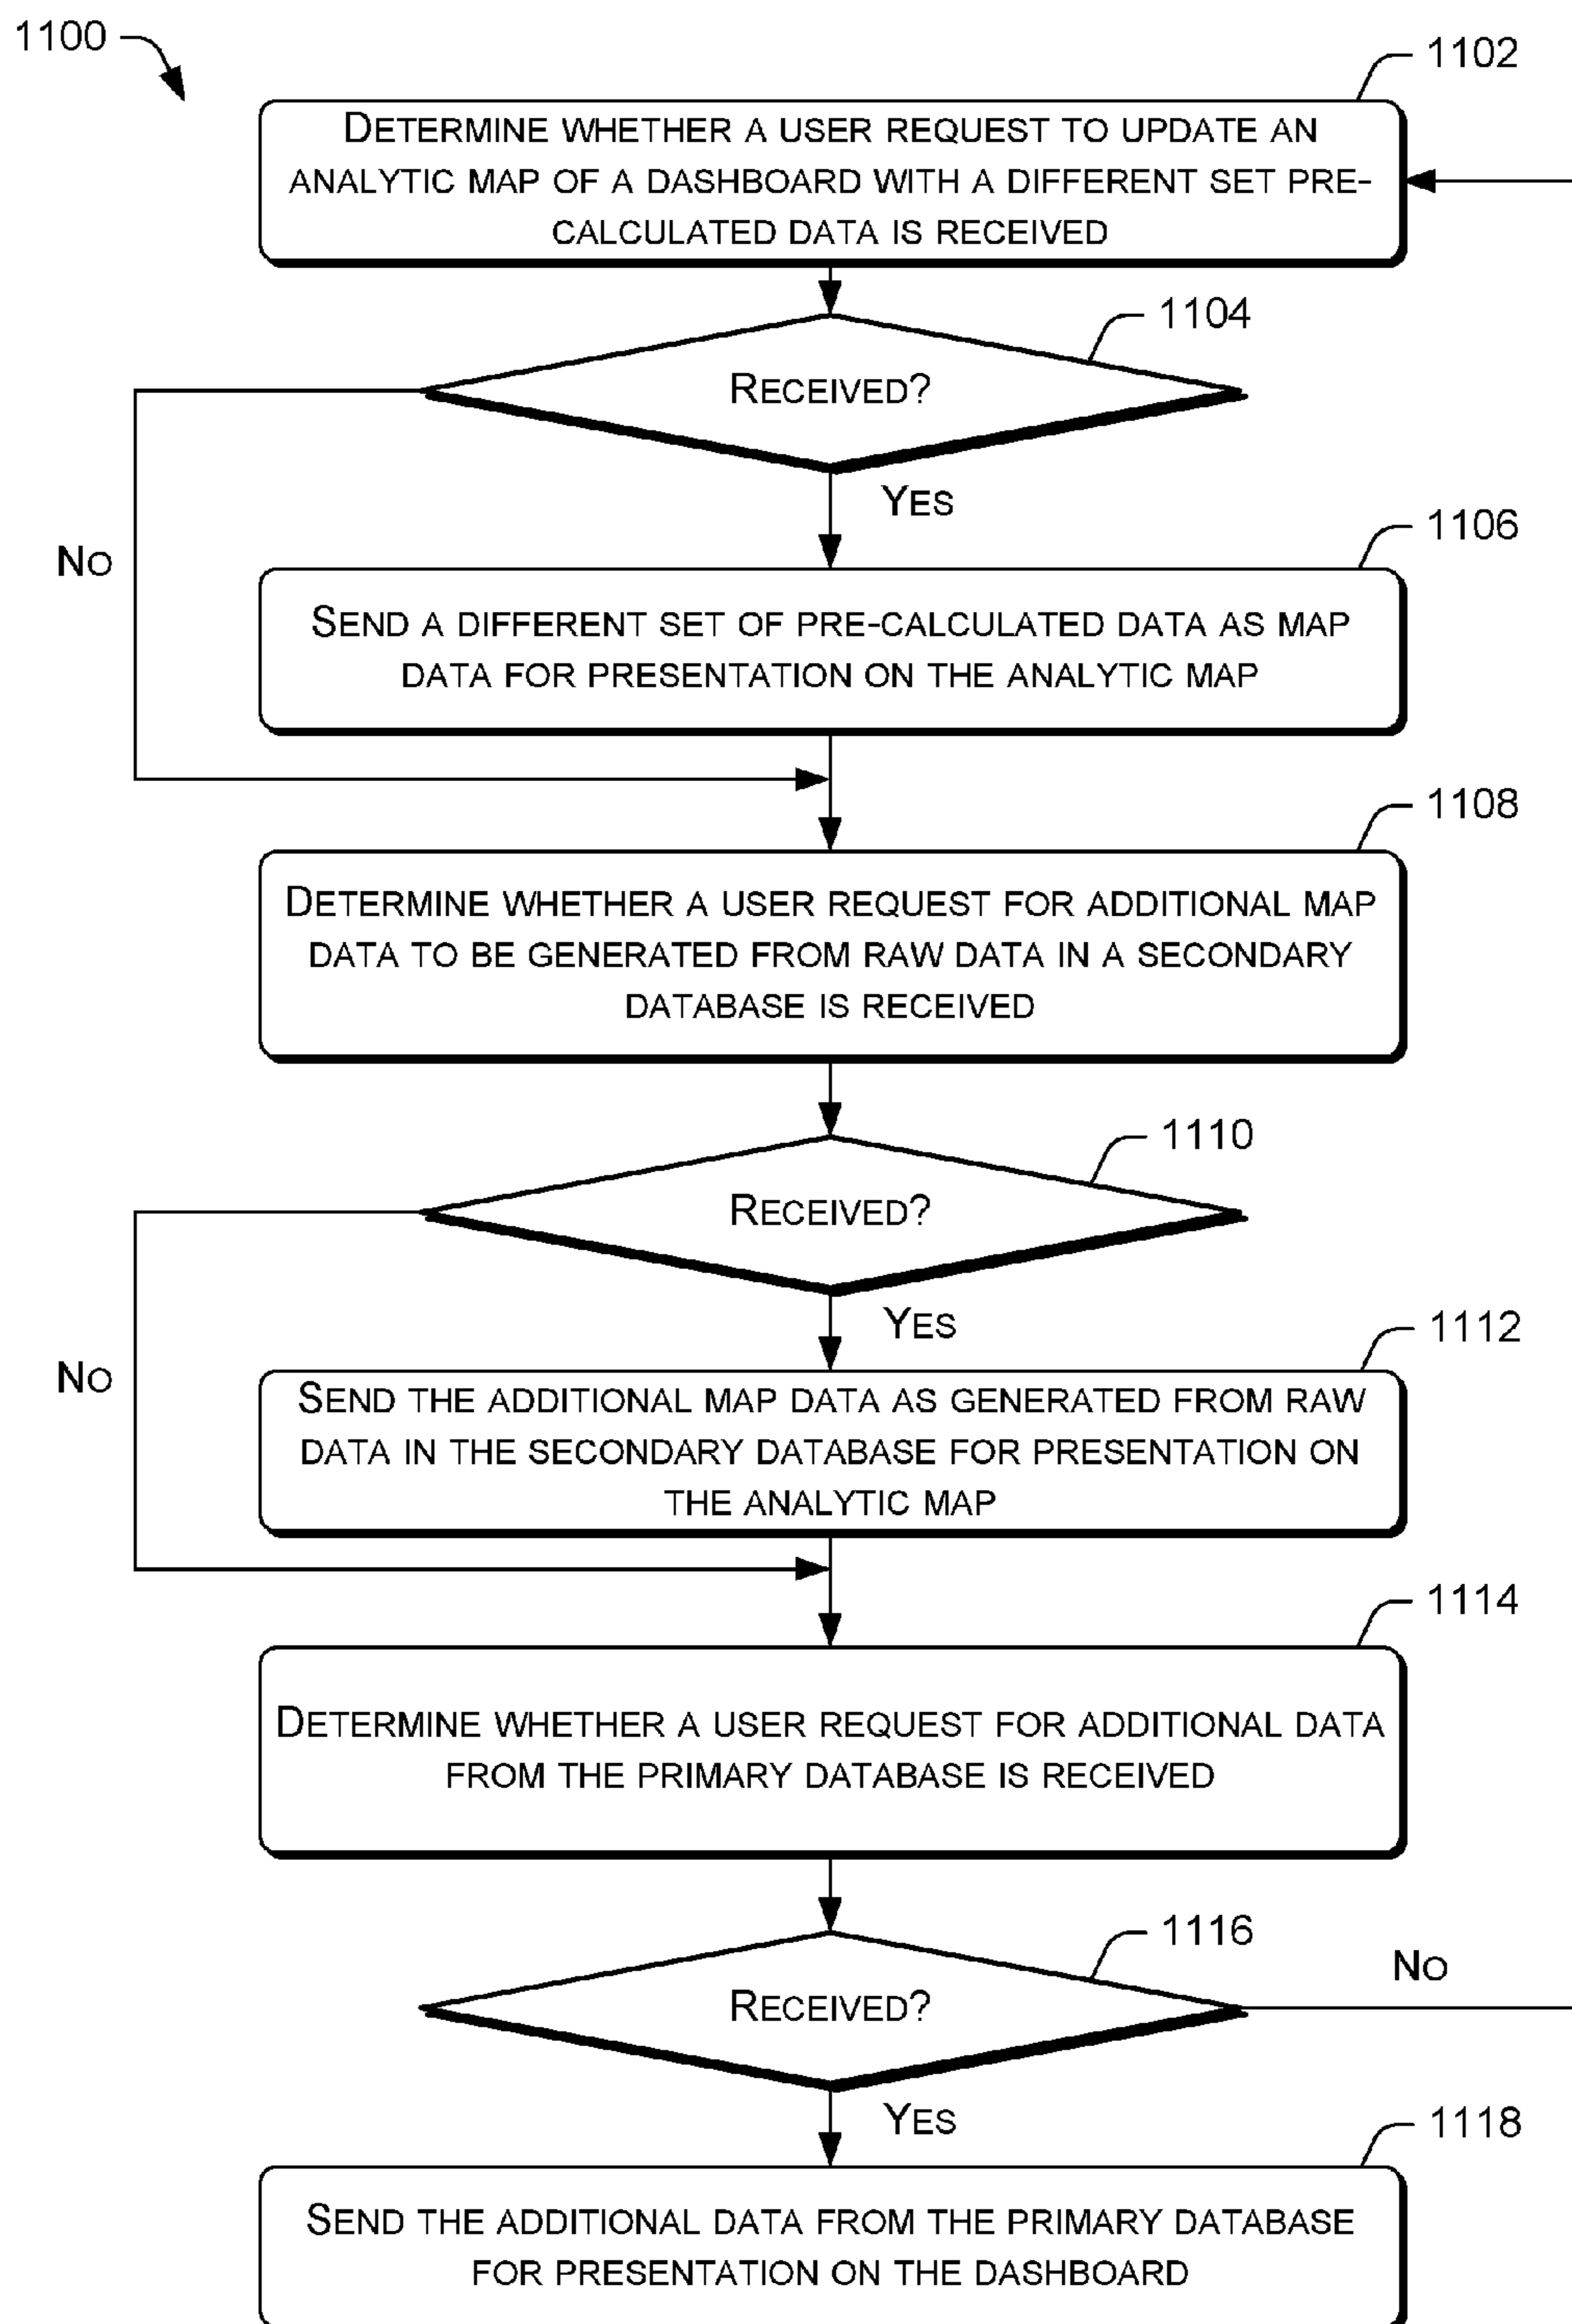 1100
1102
DETERMINE WHETHER A USER REQUEST TO UPDATE AN
ANALYTIC MAP OF A DASHBOARD WITH A DIFFERENT SET PRE-
CALCULATED DATA IS RECEIVED
1104
RECEIVED?
YES
NO
1106
SEND A DIFFERENT SET OF PRE-CALCULATED DATA AS MAP
DATA FOR PRESENTATION ON THE ANALYTIC MAP
1108
DETERMINE WHETHER A USER REQUEST FOR ADDITIONAL MAP
DATA TO BE GENERATED FROM RAW DATA IN A SECONDARY
DATABASE IS RECEIVED
1110
RECEIVED?
YES
NO
1112
SEND THE ADDITIONAL MAP DATA AS GENERATED FROM RAW
DATA IN THE SECONDARY DATABASE FOR PRESENTATION ON
THE ANALYTIC MAP
1114
DETERMINE WHETHER A USER REQUEST FOR ADDITIONAL DATA
FROM THE PRIMARY DATABASE IS RECEIVED
1116
RECEIVED?
NO
YES
1118
SEND THE ADDITIONAL DATA FROM THE PRIMARY DATABASE
FOR PRESENTATION ON THE DASHBOARD